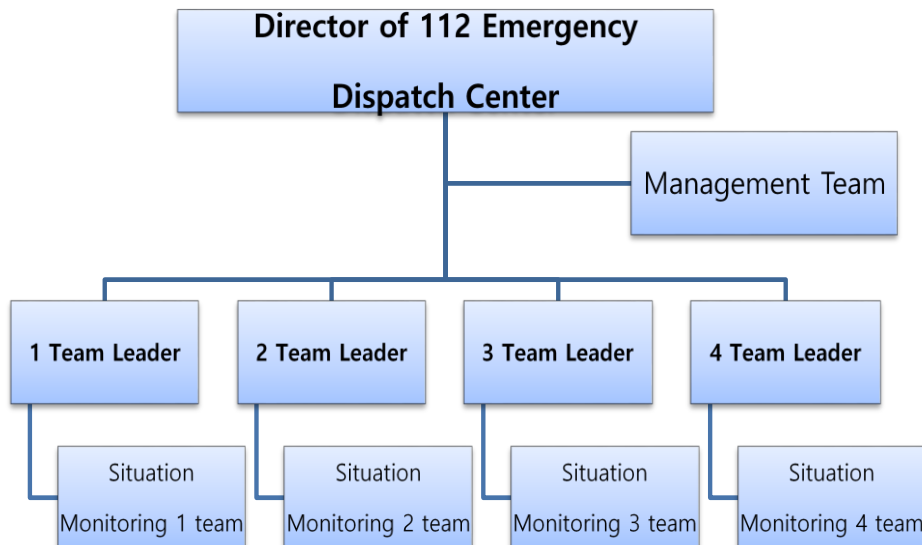 Director of 112 Emergency
Dispatch Center
Management Team
1 Team Leader
2 Team Leader
3 Team Leader
4 Team Leader
Situation
Monitoring 1 team
Situation
Monitoring 2 team
Situation
Monitoring 3 team
Situation
Monitoring 4 team